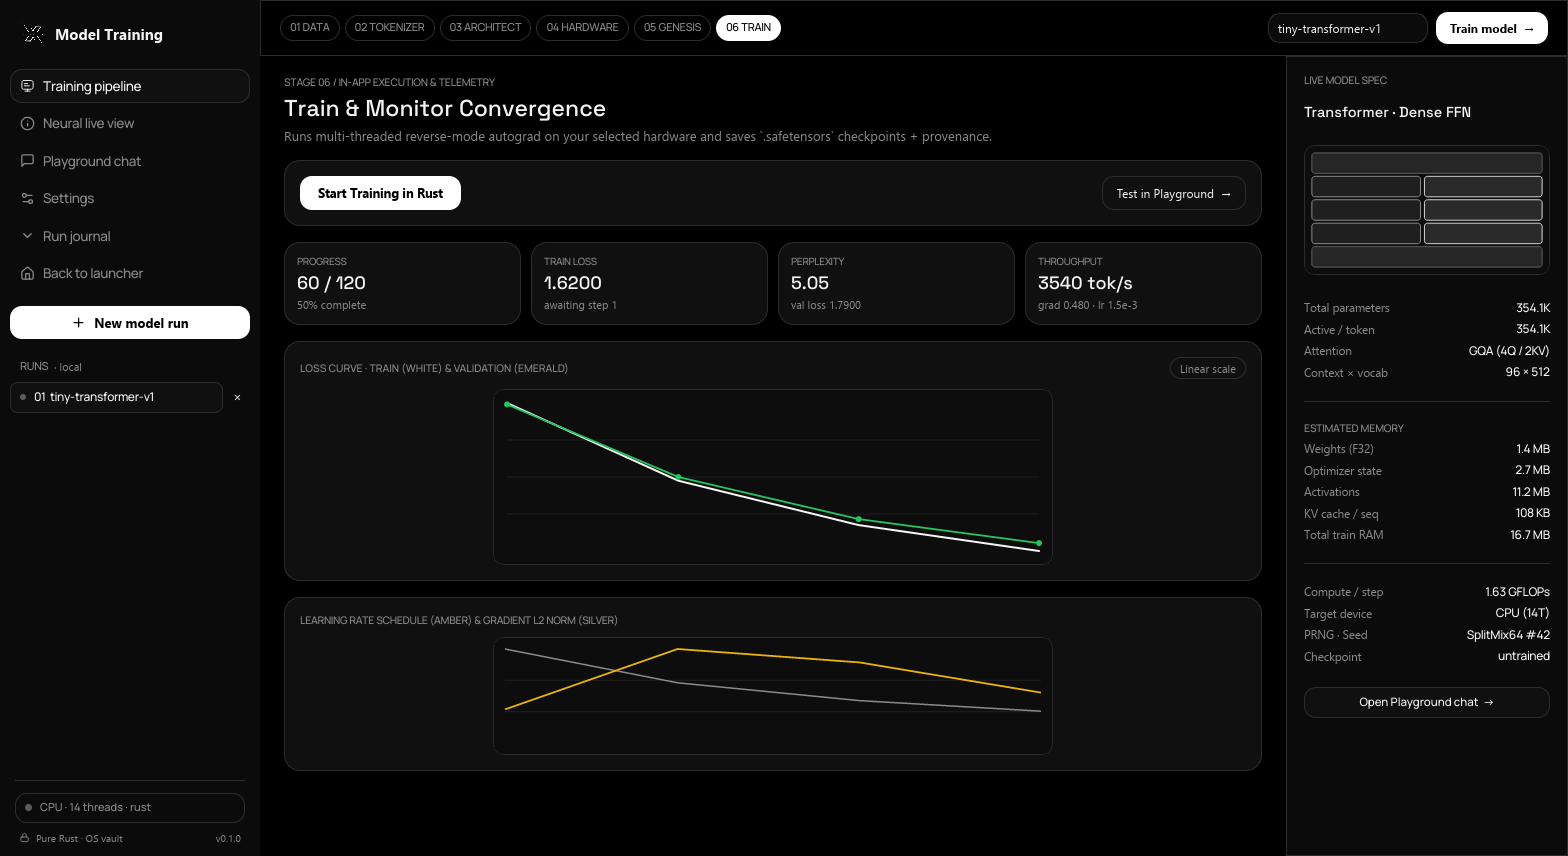 Model Training
Training pipeline
Neural live view
Playground chat
Settings
Run journal
Back to launcher
+ New model run
RUNS · local
01 tiny-transformer-v1 ×
CPU · 14 threads · rust
Pure Rust · OS vault v0.1.0
01 DATA 02 TOKENIZER 03 ARCHITECT 04 HARDWARE 05 GENESIS 06 TRAIN
tiny-transformer-v1 Train model →
STAGE 06 / IN-APP EXECUTION & TELEMETRY
Train & Monitor Convergence
Runs multi-threaded reverse-mode autograd on your selected hardware and saves `.safetensors` checkpoints + provenance.
Start Training in Rust Test in Playground →
PROGRESS
60 / 120
50% complete
TRAIN LOSS
1.6200
awaiting step 1
PERPLEXITY
5.05
val loss 1.7900
THROUGHPUT
3540 tok/s
grad 0.480 · lr 1.5e-3
LOSS CURVE · TRAIN (WHITE) & VALIDATION (EMERALD) Linear scale
LEARNING RATE SCHEDULE (AMBER) & GRADIENT L2 NORM (SILVER)
LIVE MODEL SPEC
Transformer · Dense FFN
Total parameters 354.1K
Active / token 354.1K
Attention GQA (4Q / 2KV)
Context × vocab 96 × 512
ESTIMATED MEMORY
Weights (F32) 1.4 MB
Optimizer state 2.7 MB
Activations 11.2 MB
KV cache / seq 108 KB
Total train RAM 16.7 MB
Compute / step 1.63 GFLOPs
Target device CPU (14T)
PRNG · Seed SplitMix64 #42
Checkpoint untrained
Open Playground chat →